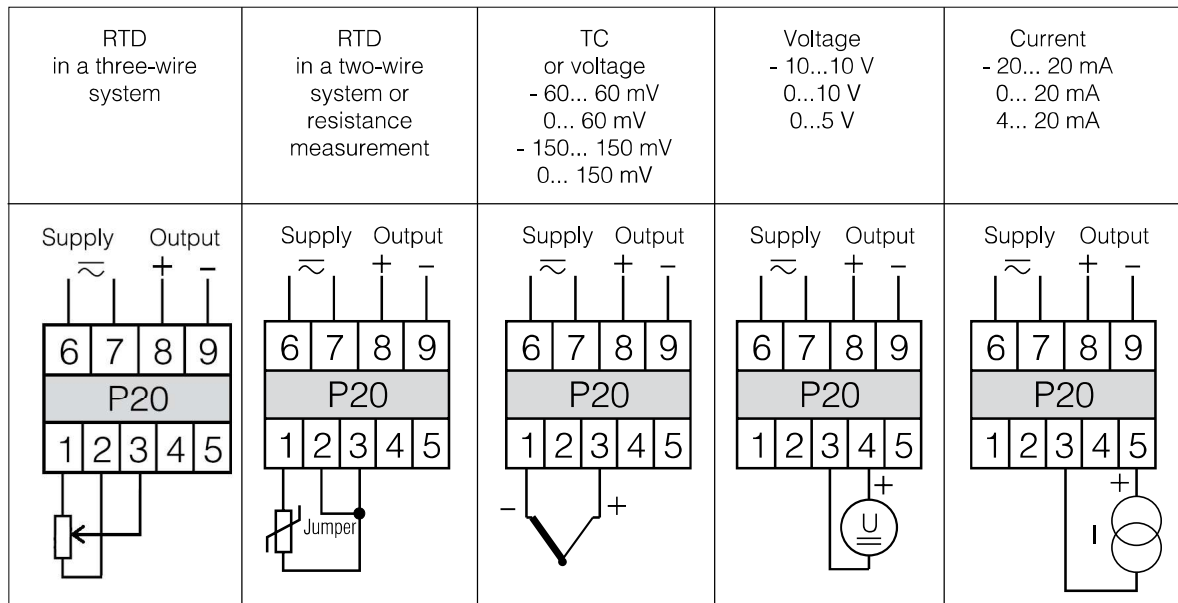 RTD
in a three-wire
system
RTD
in a two-wire
system or
resistance
measurement
TC
or voltage
- 60... 60 mV
0... 60 mV
- 150... 150 mV
0... 150 mV
Voltage
- 10...10 V
0...10 V
0...5 V
Current
- 20... 20 mA
0... 20 mA
4... 20 mA
Supply Output
+ −
6 7 8 9
P20
1 2 3 4 5
Supply Output
+ −
6 7 8 9
P20
1 2 3 4 5
Jumper
Supply Output
+ −
6 7 8 9
P20
1 2 3 4 5
− +
Supply Output
+ −
6 7 8 9
P20
1 2 3 4 5
+
U
Supply Output
+ −
6 7 8 9
P20
1 2 3 4 5
+
I